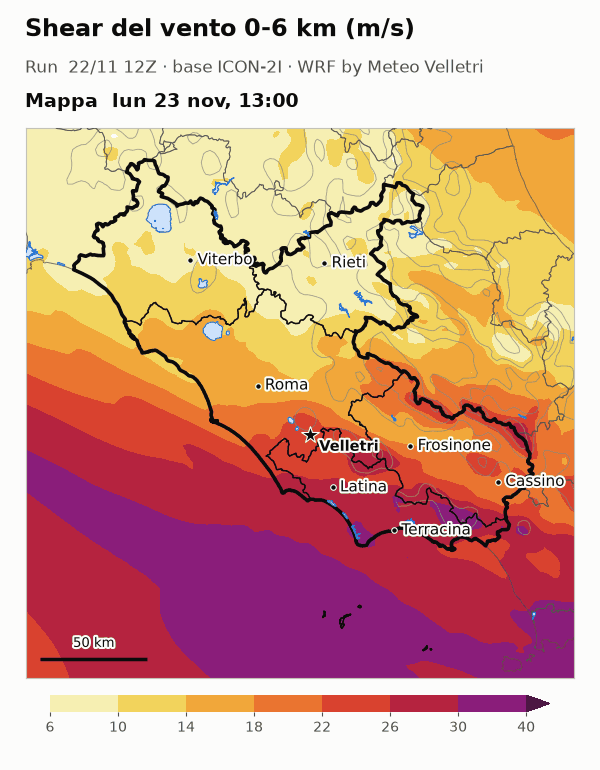 Shear del vento 0-6 km (m/s)
Run  22/11 12Z · base ICON-2I · WRF by Meteo Velletri
Mappa  lun 23 nov, 13:00
Viterbo
Rieti
Roma
Velletri
Frosinone
Latina
Cassino
Terracina
50 km
6 10 14 18 22 26 30 40